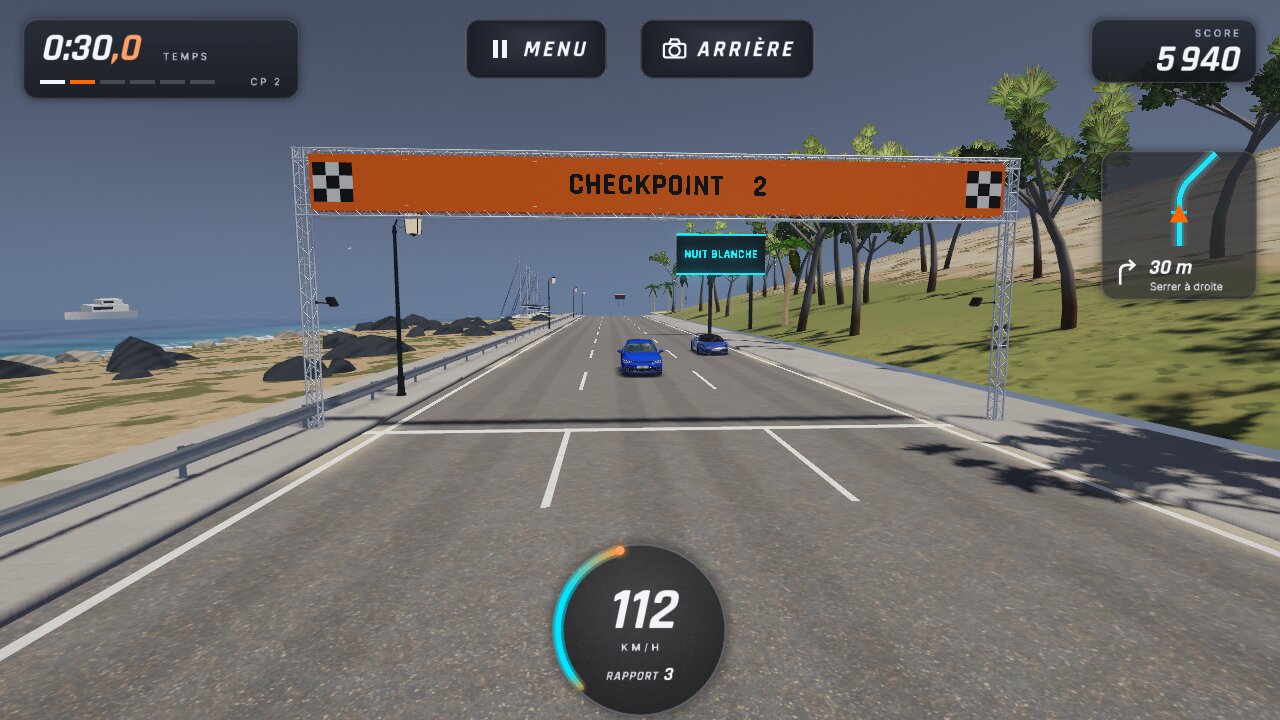 0:30,0 TEMPS
CP 2
MENU
ARRIÈRE
SCORE
5 940
CHECKPOINT 2
NUIT BLANCHE
30 m
Serrer à droite
112
KM/H
RAPPORT 3